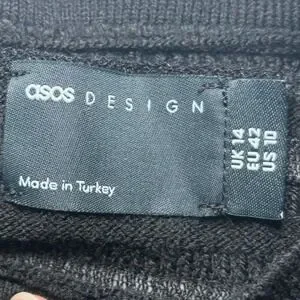 asos DESIGN
Made in Turkey
UK 14
EU 42
US 10